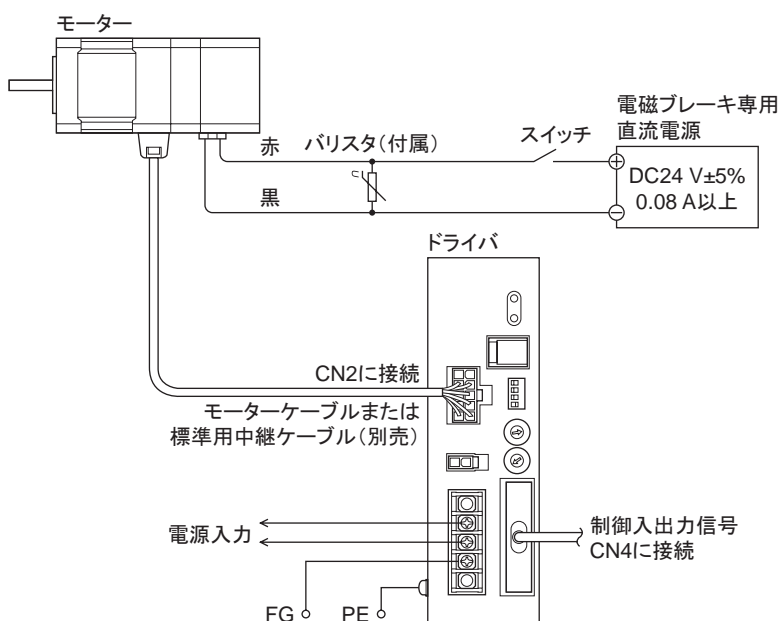 モーター
電磁ブレーキ専用
直流電源
赤
バリスタ（付属）
スイッチ
DC24 V±5%
0.08 A以上
黒
ドライバ
CN2に接続
モーターケーブルまたは
標準用中継ケーブル（別売）
電源入力
制御入出力信号
CN4に接続
FG
PE